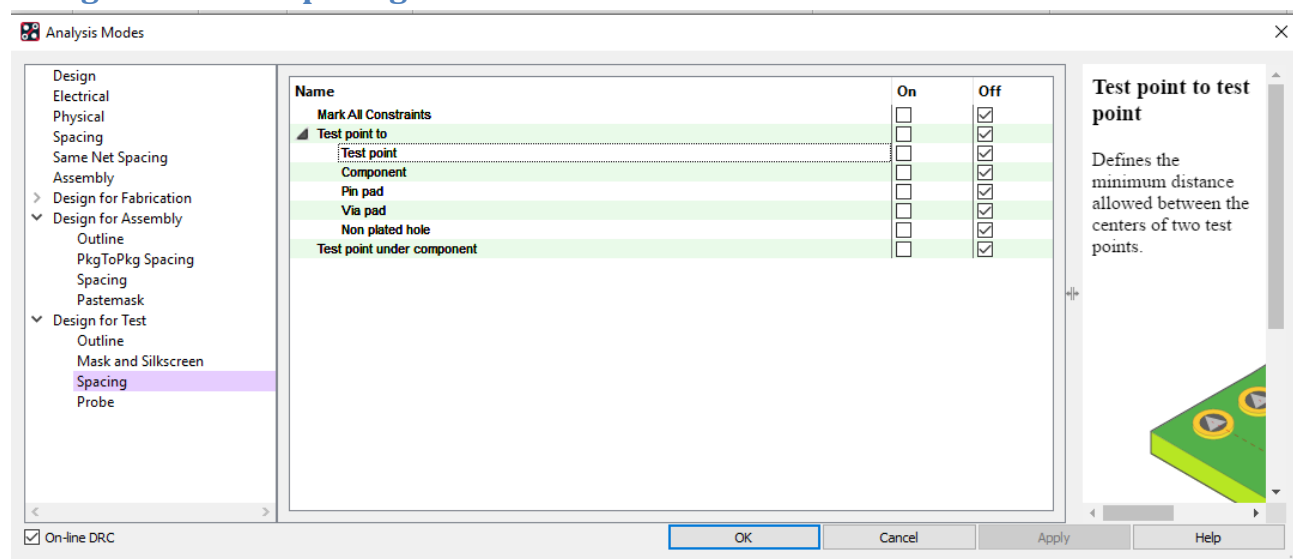 Analysis Modes
Design
Electrical
Physical
Spacing
Same Net Spacing
Assembly
Design for Fabrication
Design for Assembly
Outline
PkgToPkg Spacing
Spacing
Pastemask
Design for Test
Outline
Mask and Silkscreen
Spacing
Probe
Name On Off
Mark All Constraints
Test point to
Test point
Component
Pin pad
Via pad
Non plated hole
Test point under component
Test point to test
point
Defines the
minimum distance
allowed between the
centers of two test
points.
On-line DRC
OK Cancel Apply Help